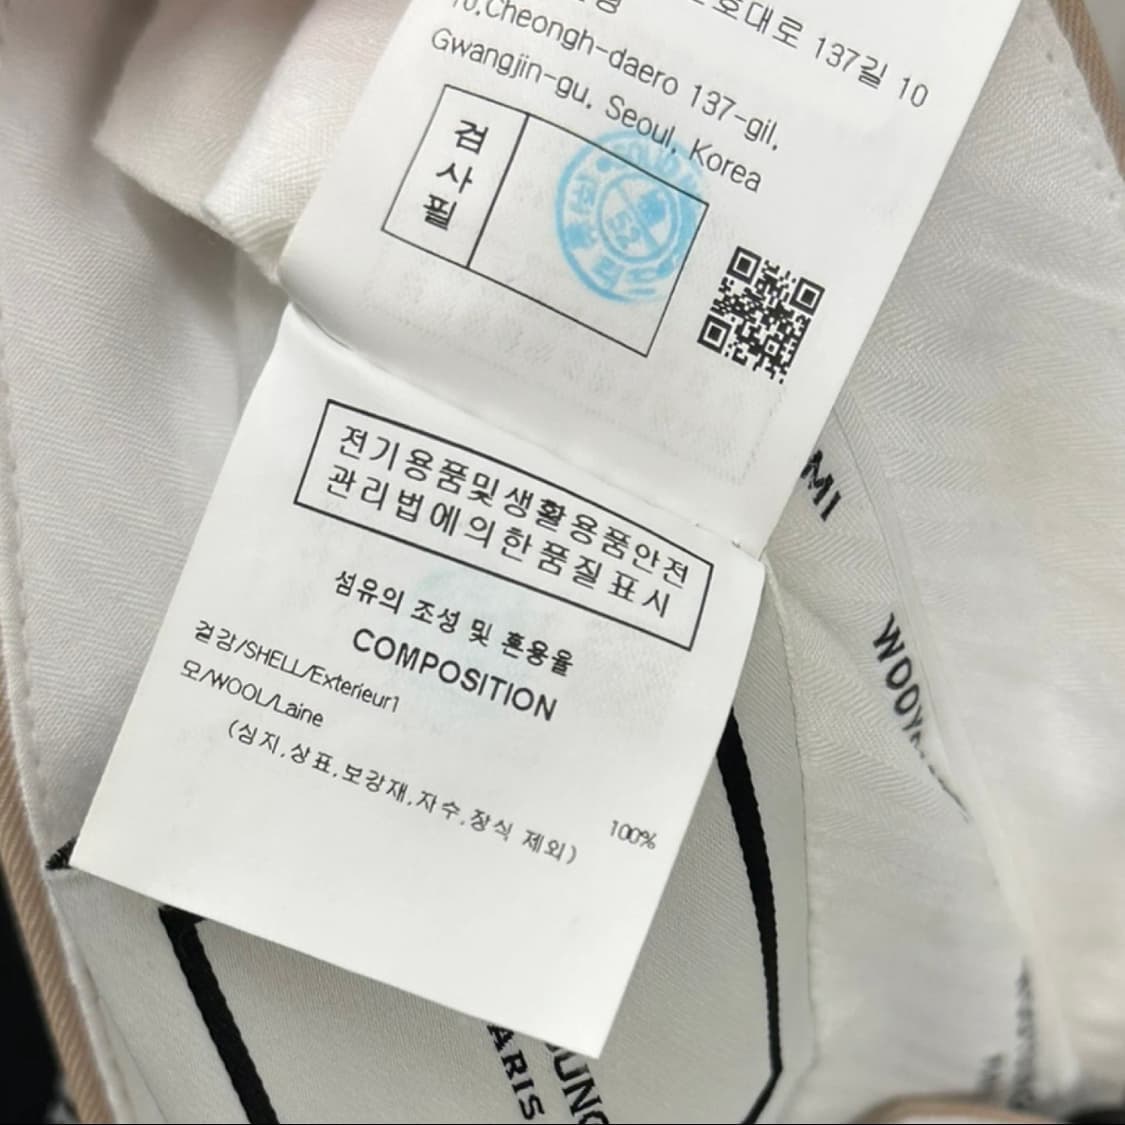 호대로 137길 10
10,Cheongh-daero 137-gil,
Gwangjin-gu, Seoul, Korea
검사필
전기용품및생활용품안전
관리법에의한품질표시
섬유의 조성 및 혼용율
COMPOSITION
겉감/SHELL/Exterieur1
모/WOOL/Laine
100%
(심지,상표,보강재,자수,장식 제외)
MI
ARIS